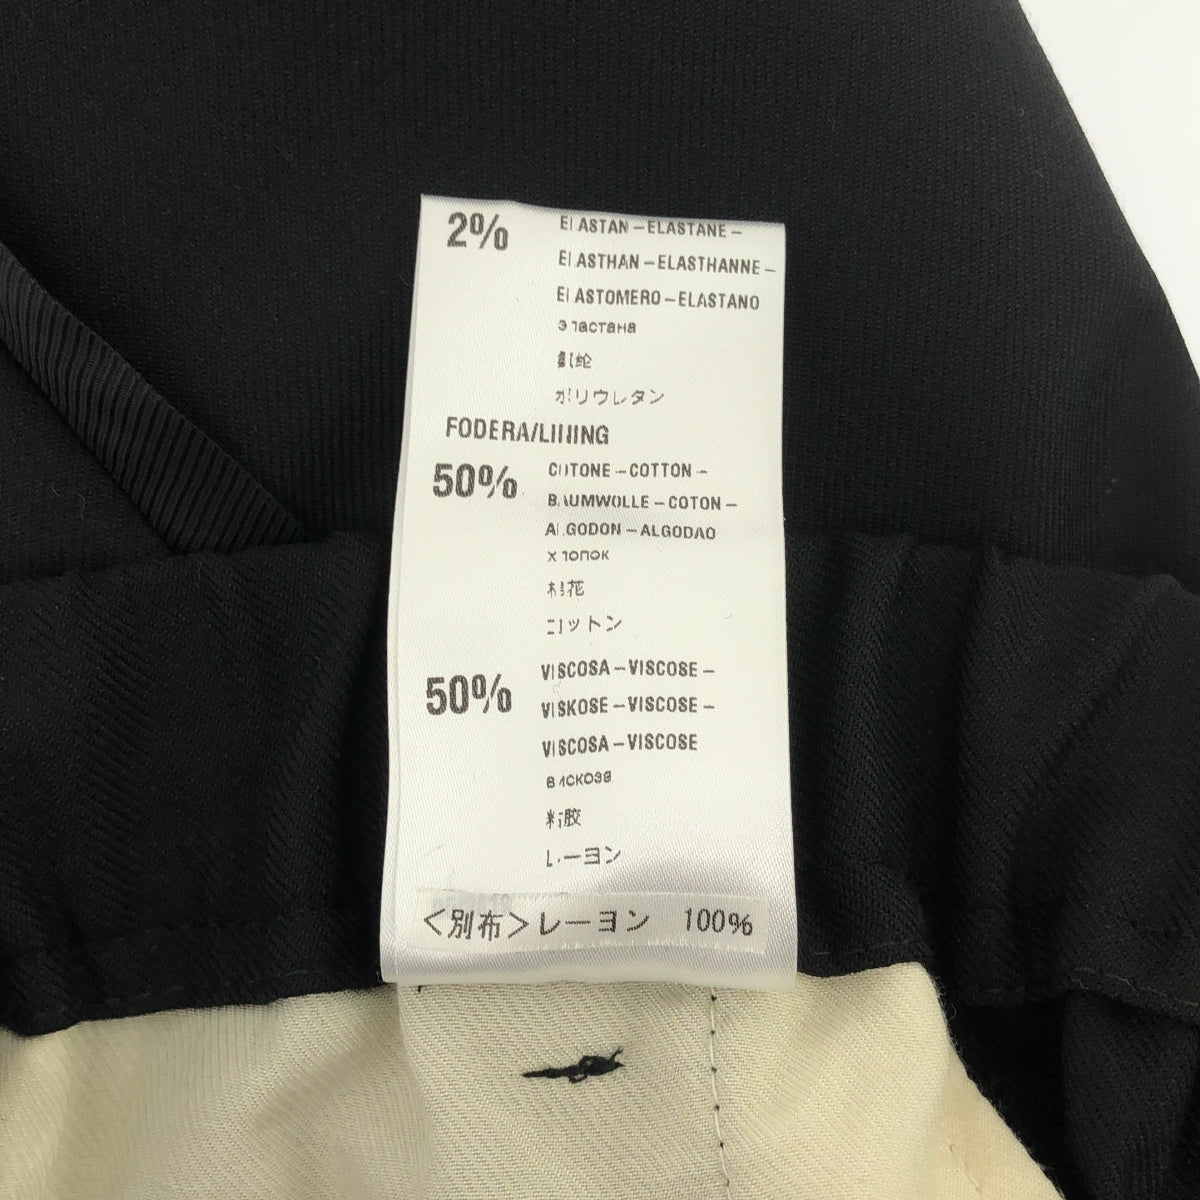 2% ELASTAN-ELASTANE-
ELASTHAN-ELASTHANNE-
ELASTOMERO-ELASTANO
эластана
氨纶
ポリウレタン
FODERA/LINING
50% COTONE-COTTON-
BAUMWOLLE-COTON-
ALGODON-ALGODAO
хлопок
棉花
コットン
50% VISCOSA-VISCOSE-
VISKOSE-VISCOSE-
VISCOSA-VISCOSE
вискоза
粘胶
レーヨン
<別布>レーヨン 100%